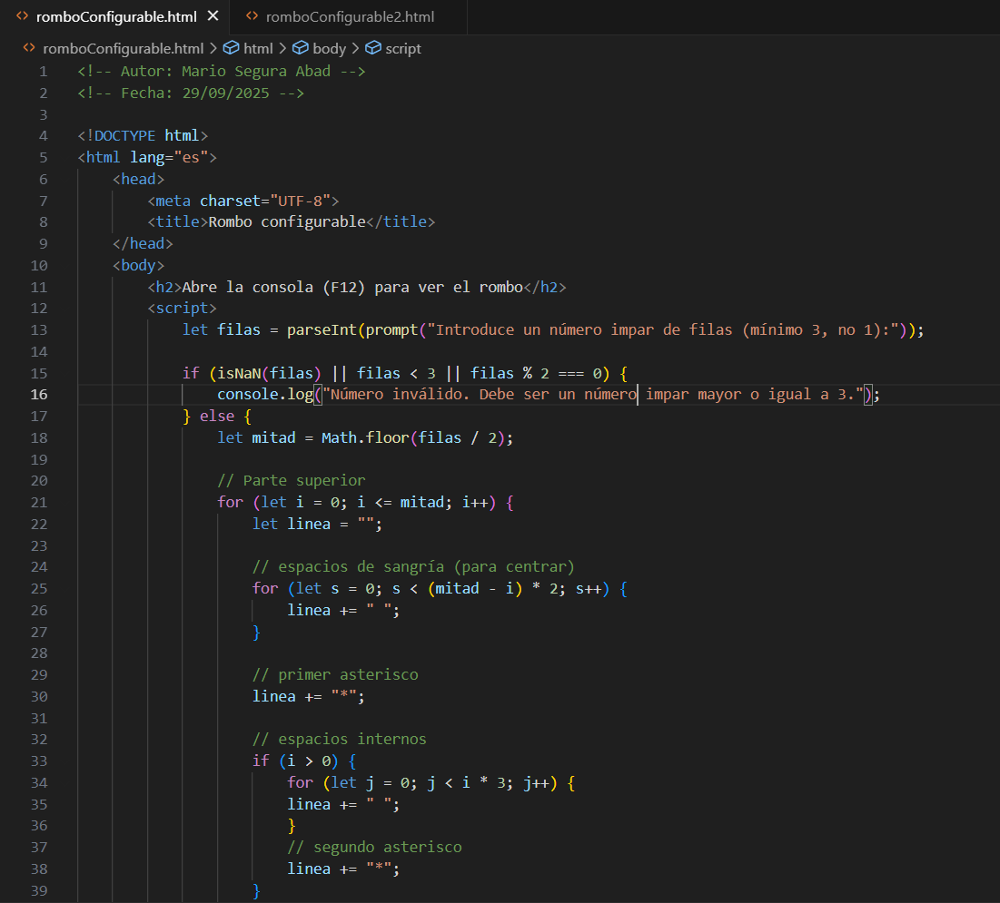 romboConfigurable.html romboConfigurable2.html
romboConfigurable.html > html > body > script
1 <!-- Autor: Mario Segura Abad -->
2 <!-- Fecha: 29/09/2025 -->
3
4 <!DOCTYPE html>
5 <html lang="es">
6     <head>
7         <meta charset="UTF-8">
8         <title>Rombo configurable</title>
9     </head>
10     <body>
11         <h2>Abre la consola (F12) para ver el rombo</h2>
12         <script>
13             let filas = parseInt(prompt("Introduce un número impar de filas (mínimo 3, no 1):"));
14
15             if (isNaN(filas) || filas < 3 || filas % 2 === 0) {
16                 console.log("Número inválido. Debe ser un número impar mayor o igual a 3.");
17             } else {
18                 let mitad = Math.floor(filas / 2);
19
20                 // Parte superior
21                 for (let i = 0; i <= mitad; i++) {
22                     let linea = "";
23
24                     // espacios de sangría (para centrar)
25                     for (let s = 0; s < (mitad - i) * 2; s++) {
26                         linea += " ";
27                     }
28
29                     // primer asterisco
30                     linea += "*";
31
32                     // espacios internos
33                     if (i > 0) {
34                         for (let j = 0; j < i * 3; j++) {
35                         linea += " ";
36                         }
37                         // segundo asterisco
38                         linea += "*";
39                     }